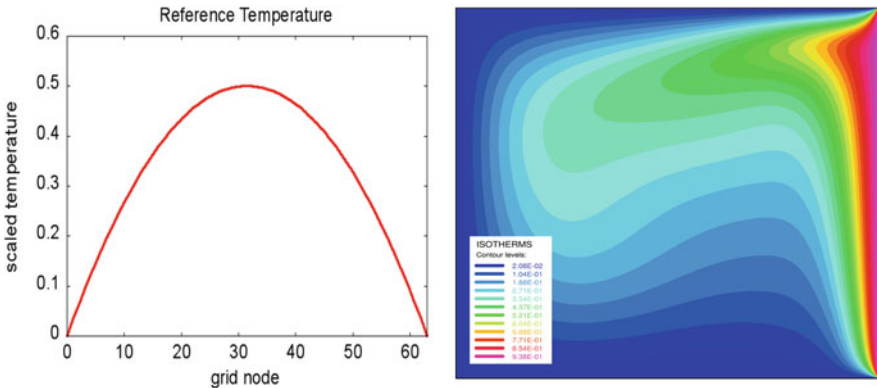 Reference Temperature
scaled temperature
0.6
0.5
0.4
0.3
0.2
0.1
0
0 10 20 30 40 50 60
grid node
ISOTHERMS
Contour levels:
2.08E-02
1.04E-01
1.88E-01
2.71E-01
3.54E-01
4.37E-01
5.21E-01
6.04E-01
6.88E-01
7.71E-01
8.54E-01
9.38E-01